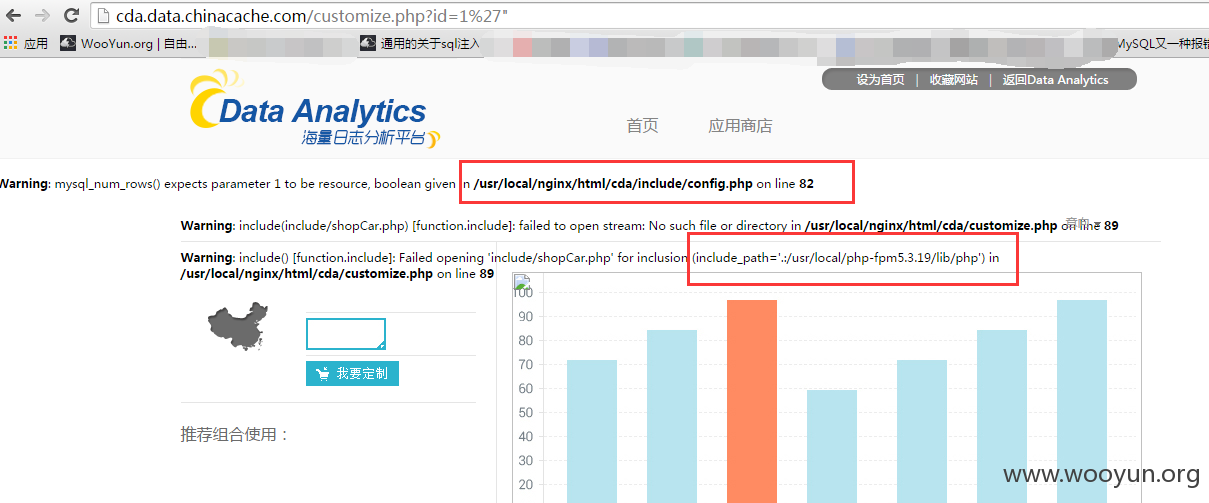 cda.data.chinacache.com/customize.php?id=1%27"
应用 WooYun.org | 自由... 通用的关于sql注入 MySQL又一种报错
设为首页 | 收藏网站 | 返回Data Analytics
Data Analytics
海量日志分析平台
首页 应用商店
Warning: mysql_num_rows() expects parameter 1 to be resource, boolean given in /usr/local/nginx/html/cda/include/config.php on line 82
Warning: include(include/shopCar.php) [function.include]: failed to open stream: No such file or directory in /usr/local/nginx/html/cda/customize.php on line 89
Warning: include() [function.include]: Failed opening 'include/shopCar.php' for inclusion (include_path='.:/usr/local/php-fpm5.3.19/lib/php') in
/usr/local/nginx/html/cda/customize.php on line 89
100
90
80
70
60
50
40
30
20
我要定制
推荐组合使用：
www.wooyun.org